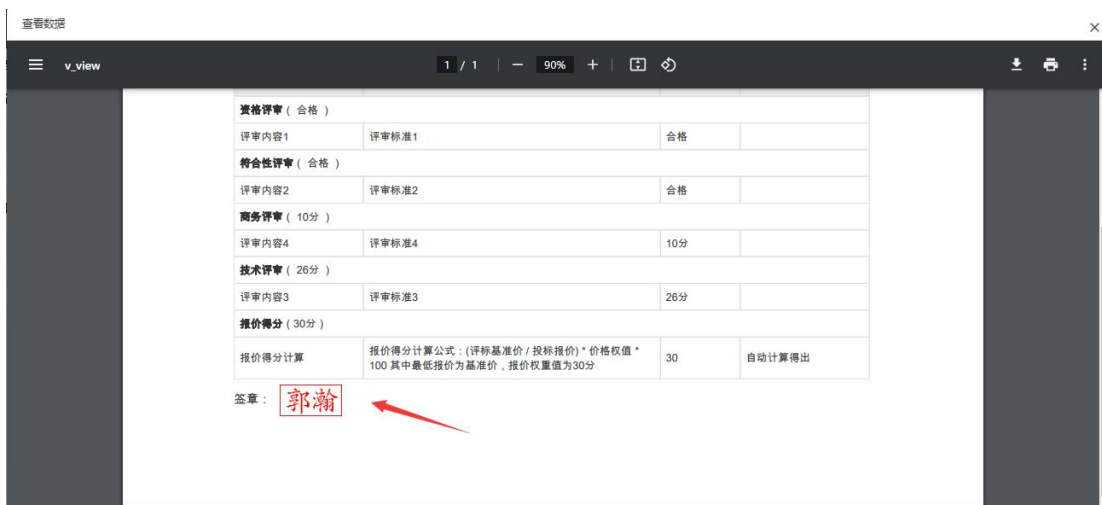 查看数据
v_view
1 / 1
90%
资格评审 ( 合格 )
评审内容1 评审标准1 合格
符合性评审 ( 合格 )
评审内容2 评审标准2 合格
商务评审 ( 10分 )
评审内容4 评审标准4 10分
技术评审 ( 26分 )
评审内容3 评审标准3 26分
报价得分 ( 30分 )
报价得分计算 报价得分计算公式：(评标基准价 / 投标报价) * 价格权值 * 30 自动计算得出
100 其中最低报价为基准价，报价权重值为30分
签章： 郭瀚